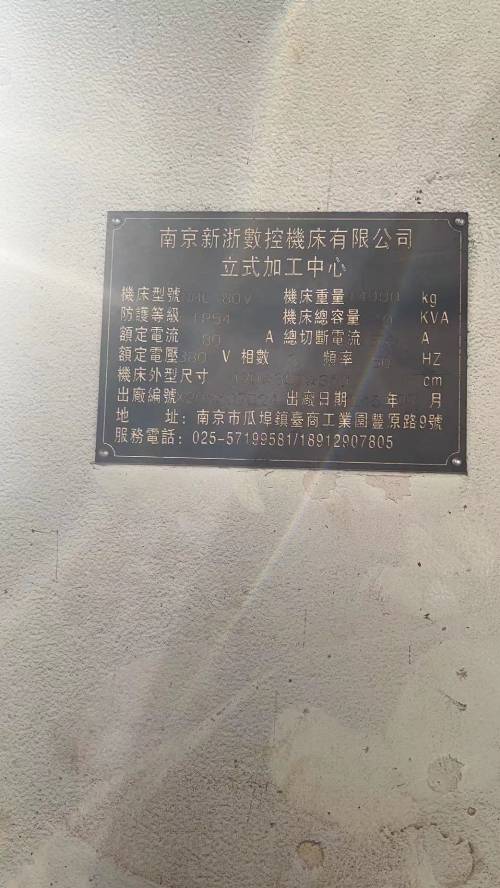 南京新浙數控機床有限公司
立式加工中心
機床型號 機床重量 kg
防護等級 IP54 機床總容量 KVA
額定電流 80 A 總切斷電流 A
額定電壓 380 V 相數 頻率 50 HZ
機床外型尺寸 cm
出廠編號 出廠日期 年 月
地 址：南京市瓜埠鎮臺商工業園豐原路9號
服務電話：025-57199581/18912907805